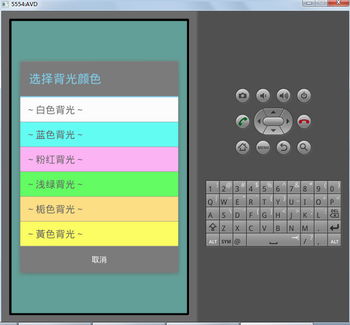 5554:AVD
选择背光颜色
~ 白色背光 ~
~ 蓝色背光 ~
~ 粉红背光 ~
~ 浅绿背光 ~
~ 栀色背光 ~
~ 黃色背光 ~
取消
MENU
1 2 3 4 5 6 7 8 9 0
Q W E R T Y U I O P
A S D F G H J K L DEL
Z X C V B N M .
ALT SYM @ / , ALT